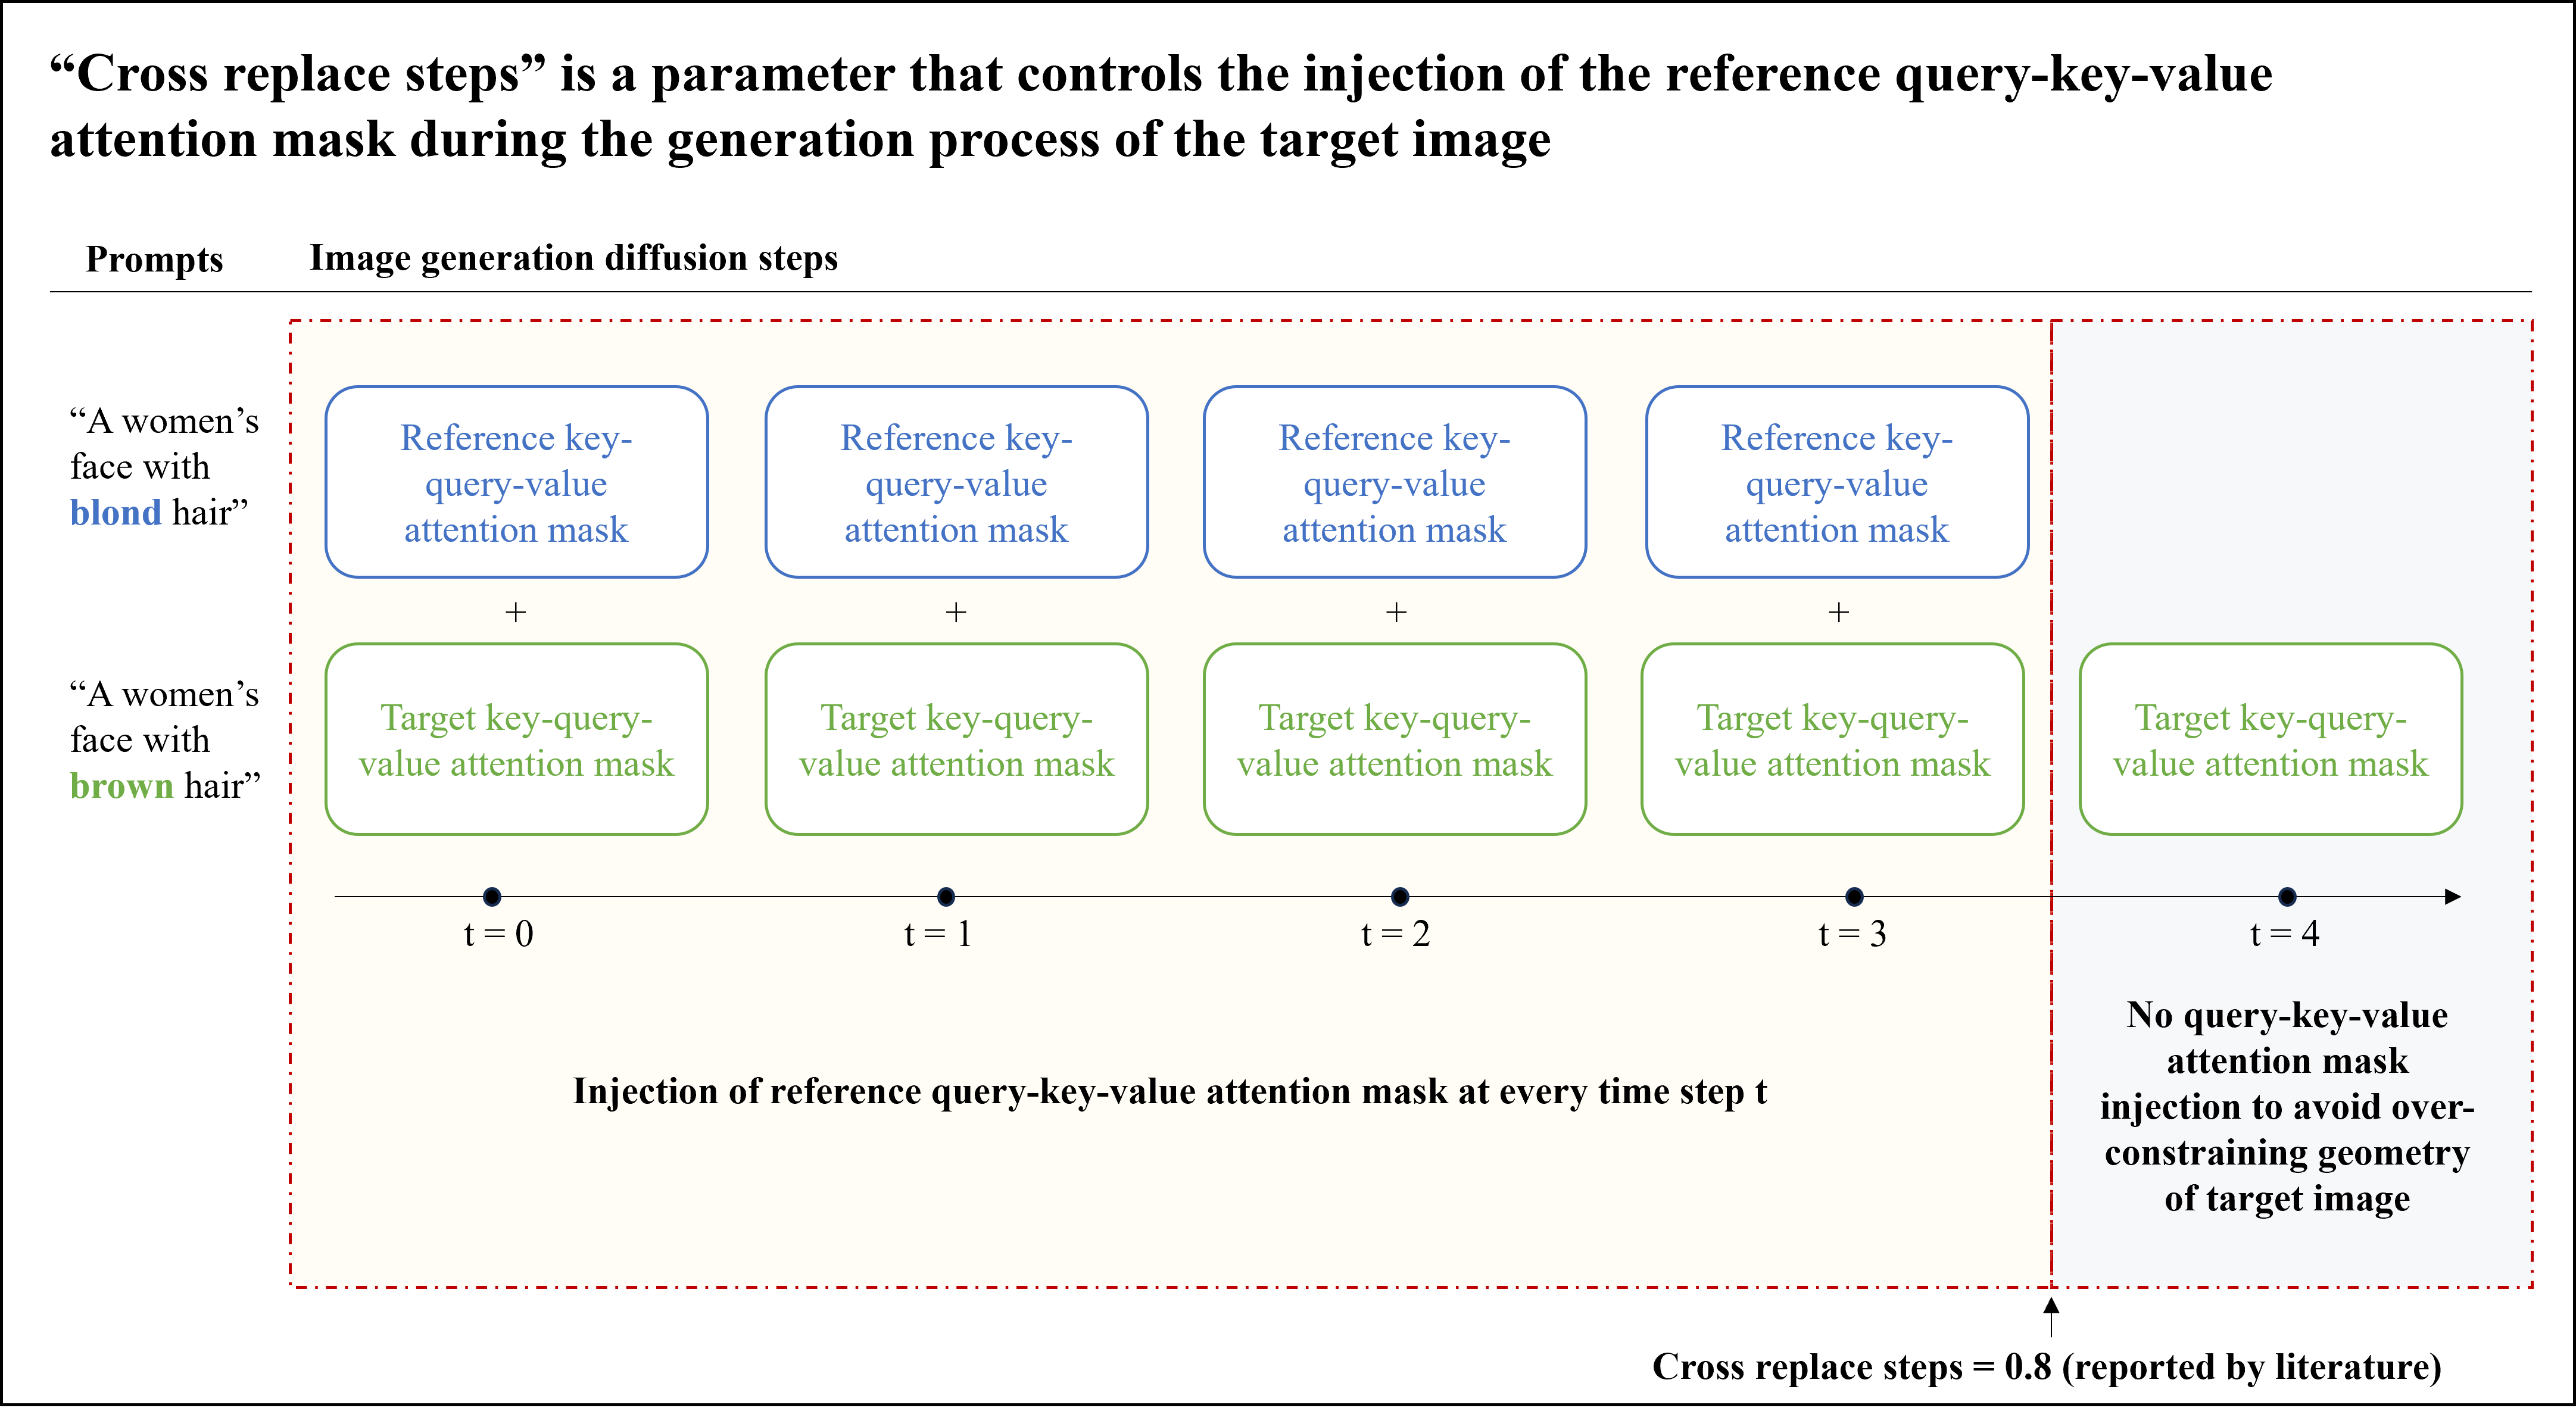 “Cross replace steps” is a parameter that controls the injection of the reference query-key-value
attention mask during the generation process of the target image
Prompts
Image generation diffusion steps
“A women’s
face with
blond hair”
Reference key-
query-value
attention mask
Reference key-
query-value
attention mask
Reference key-
query-value
attention mask
Reference key-
query-value
attention mask
+
+
+
+
“A women’s
face with
brown hair”
Target key-query-
value attention mask
Target key-query-
value attention mask
Target key-query-
value attention mask
Target key-query-
value attention mask
Target key-query-
value attention mask
t = 0
t = 1
t = 2
t = 3
t = 4
Injection of reference query-key-value attention mask at every time step t
No query-key-value
attention mask
injection to avoid over-
constraining geometry
of target image
Cross replace steps = 0.8 (reported by literature)